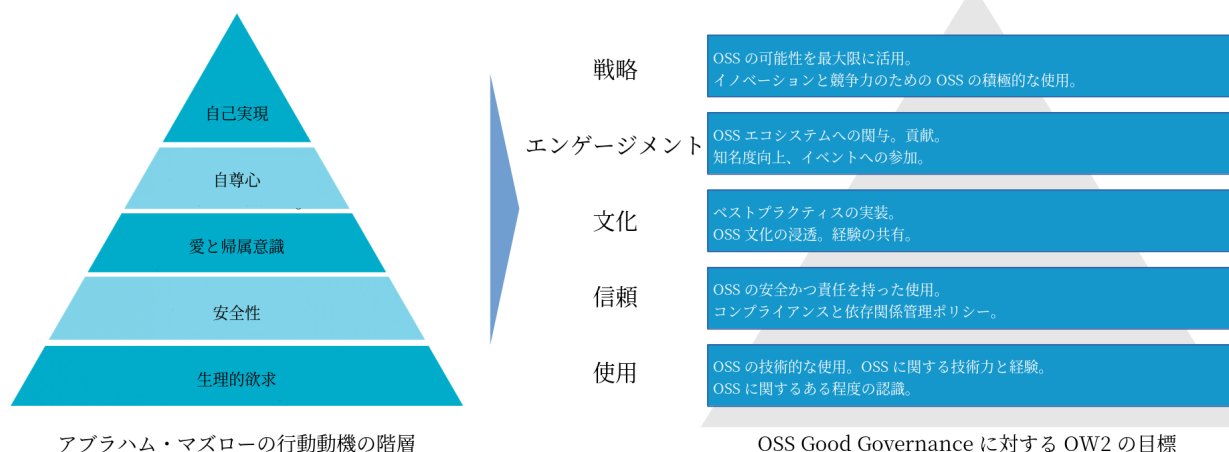 自己実現
自尊心
愛と帰属意識
安全性
生理的欲求
アブラハム・マズローの行動動機の階層
戦略
OSS の可能性を最大限に活用。
イノベーションと競争力のための OSS の積極的な使用。
エンゲージメント
OSS エコシステムへの関与。貢献。
知名度向上、イベントへの参加。
文化
ベストプラクティスの実装。
OSS 文化の浸透。経験の共有。
信頼
OSS の安全かつ責任を持った使用。
コンプライアンスと依存関係管理ポリシー。
使用
OSS の技術的な使用。OSS に関する技術力と経験。
OSS に関するある程度の認識。
OSS Good Governance に対する OW2 の目標